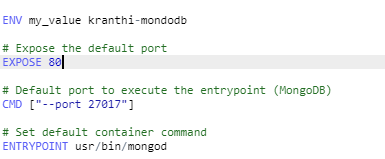 ENV my_value kranthi-mondodb
# Expose the default port
EXPOSE 80
# Default port to execute the entrypoint (MongoDB)
CMD ["--port 27017"]
# Set default container command
ENTRYPOINT usr/bin/mongod